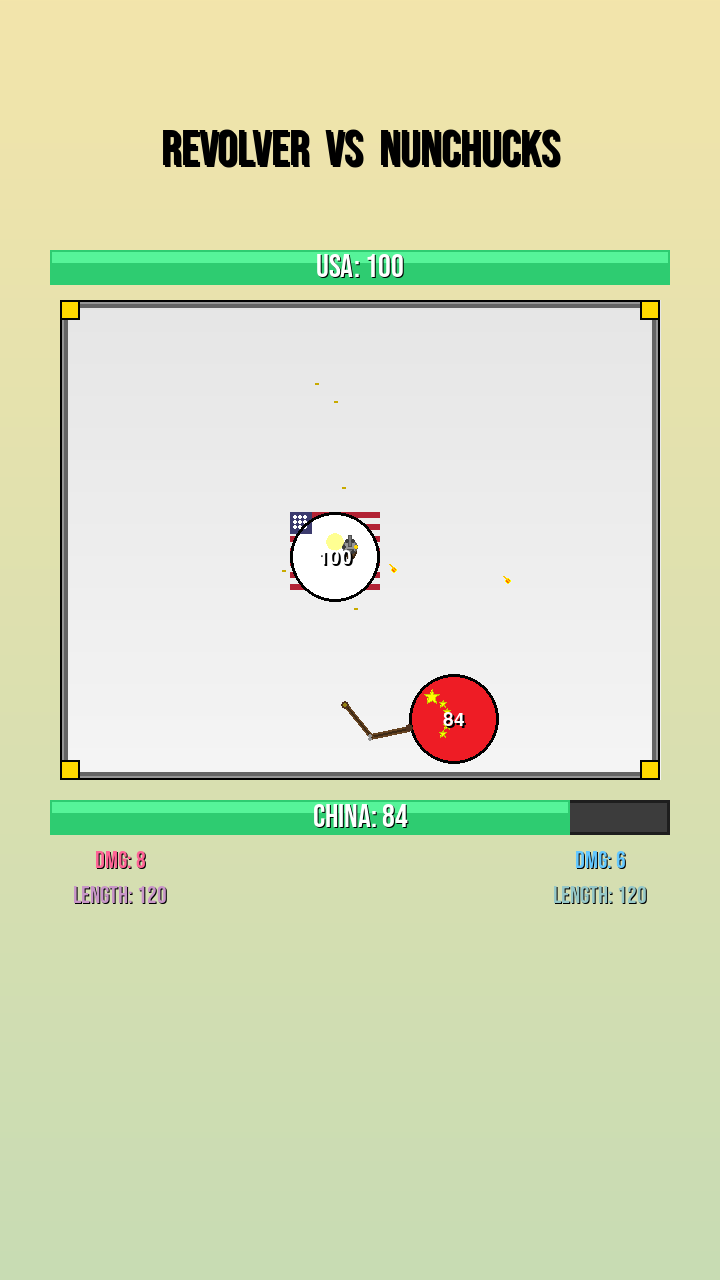 REVOLVER VS NUNCHUCKS
USA: 100
100
84
CHINA: 84
DMG: 8
DMG: 6
LENGTH: 120
LENGTH: 120